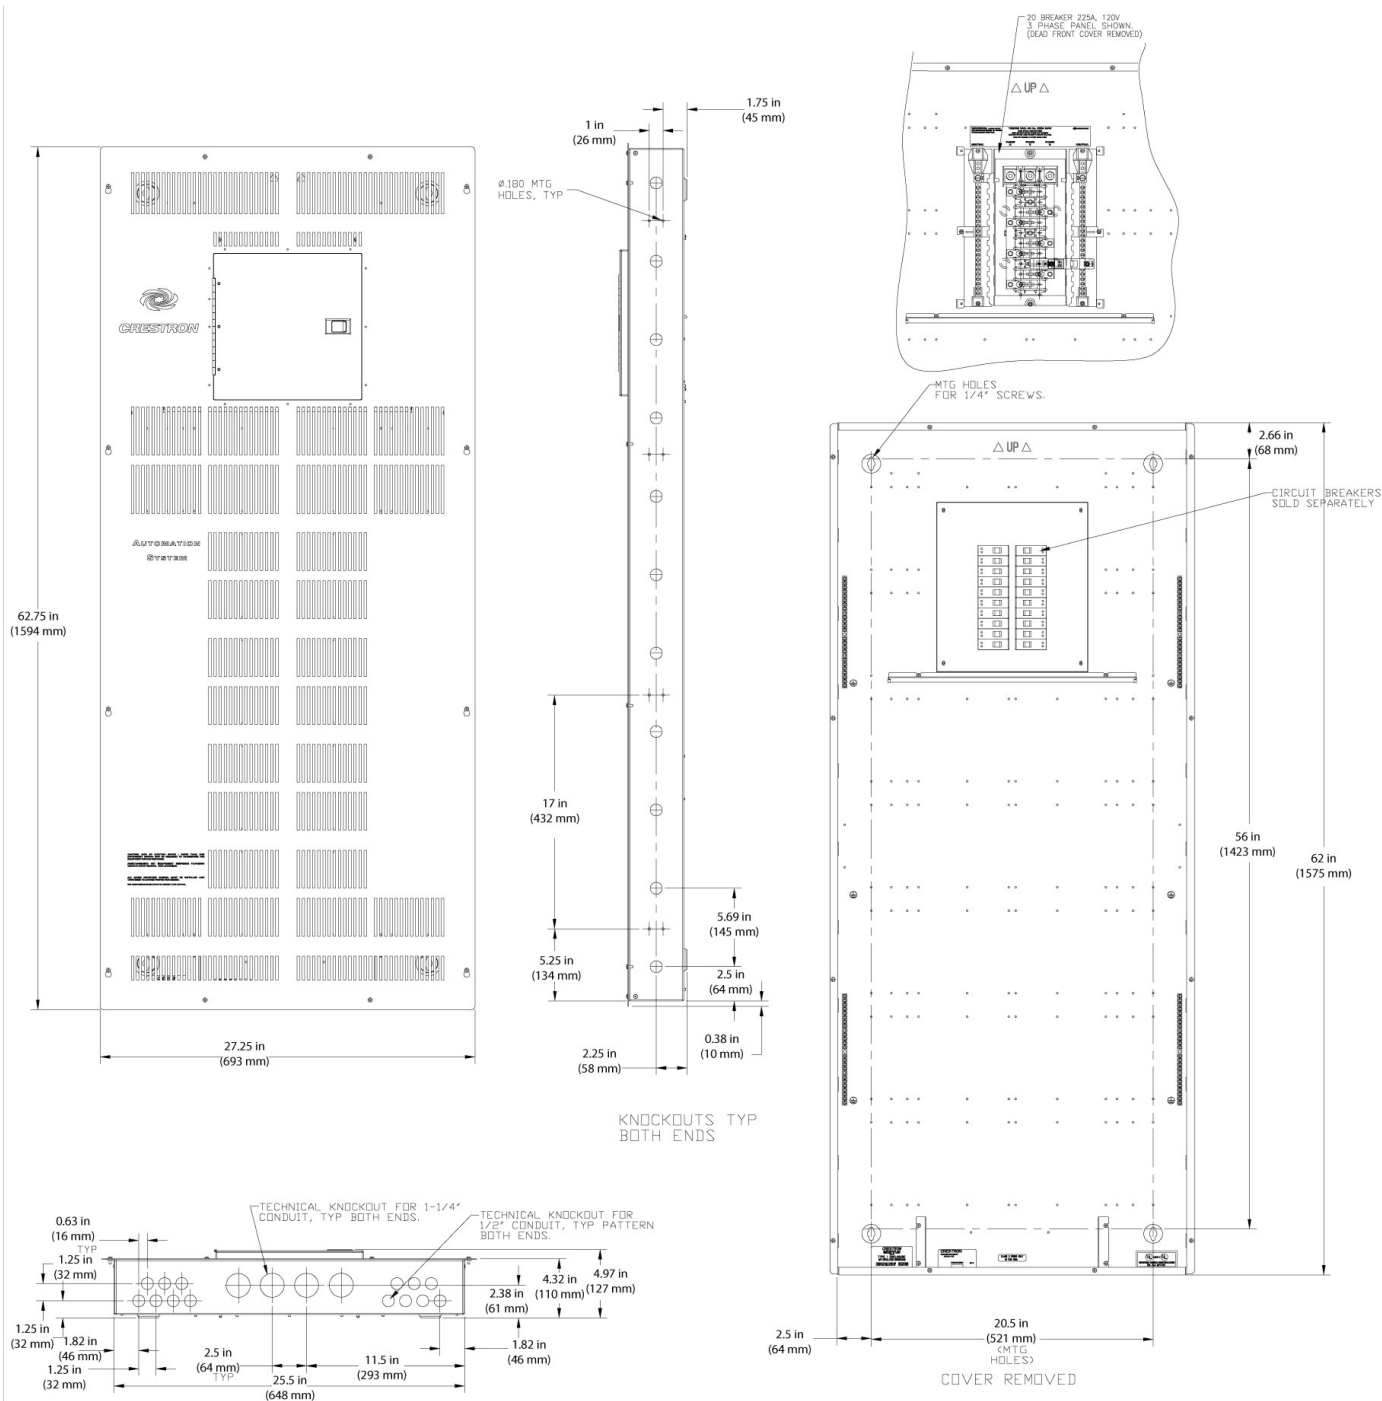 20 BREAKER 225A, 120V
3 PHASE PANEL SHOWN.
(DEAD FRONT COVER REMOVED)
△ UP △
NEUTRAL
NEUTRAL
1.75 in
(45 mm)
1 in
(26 mm)
Ø.180 MTG
HOLES, TYP
CRESTRON
MTG HOLES
FOR 1/4" SCREWS.
△ UP △
2.66 in
(68 mm)
CIRCUIT BREAKERS
SOLD SEPARATELY
AUTOMATION
SYSTEM
62.75 in
(1594 mm)
17 in
(432 mm)
56 in
(1423 mm)
62 in
(1575 mm)
5.69 in
(145 mm)
5.25 in
(134 mm)
2.5 in
(64 mm)
0.38 in
(10 mm)
27.25 in
(693 mm)
2.25 in
(58 mm)
KNOCKOUTS TYP
BOTH ENDS
TECHNICAL KNOCKOUT FOR 1-1/4"
CONDUIT, TYP BOTH ENDS.
TECHNICAL KNOCKOUT FOR
1/2" CONDUIT, TYP PATTERN
BOTH ENDS.
0.63 in
(16 mm)
TYP
1.25 in
(32 mm)
4.97 in
(127 mm)
4.32 in
(110 mm)
2.38 in
(61 mm)
1.25 in
(32 mm)
1.82 in
(46 mm)
1.25 in
(32 mm)
2.5 in
(64 mm)
TYP
11.5 in
(293 mm)
1.82 in
(46 mm)
25.5 in
(648 mm)
2.5 in
(64 mm)
20.5 in
(521 mm)
(MTG
HOLES)
COVER REMOVED